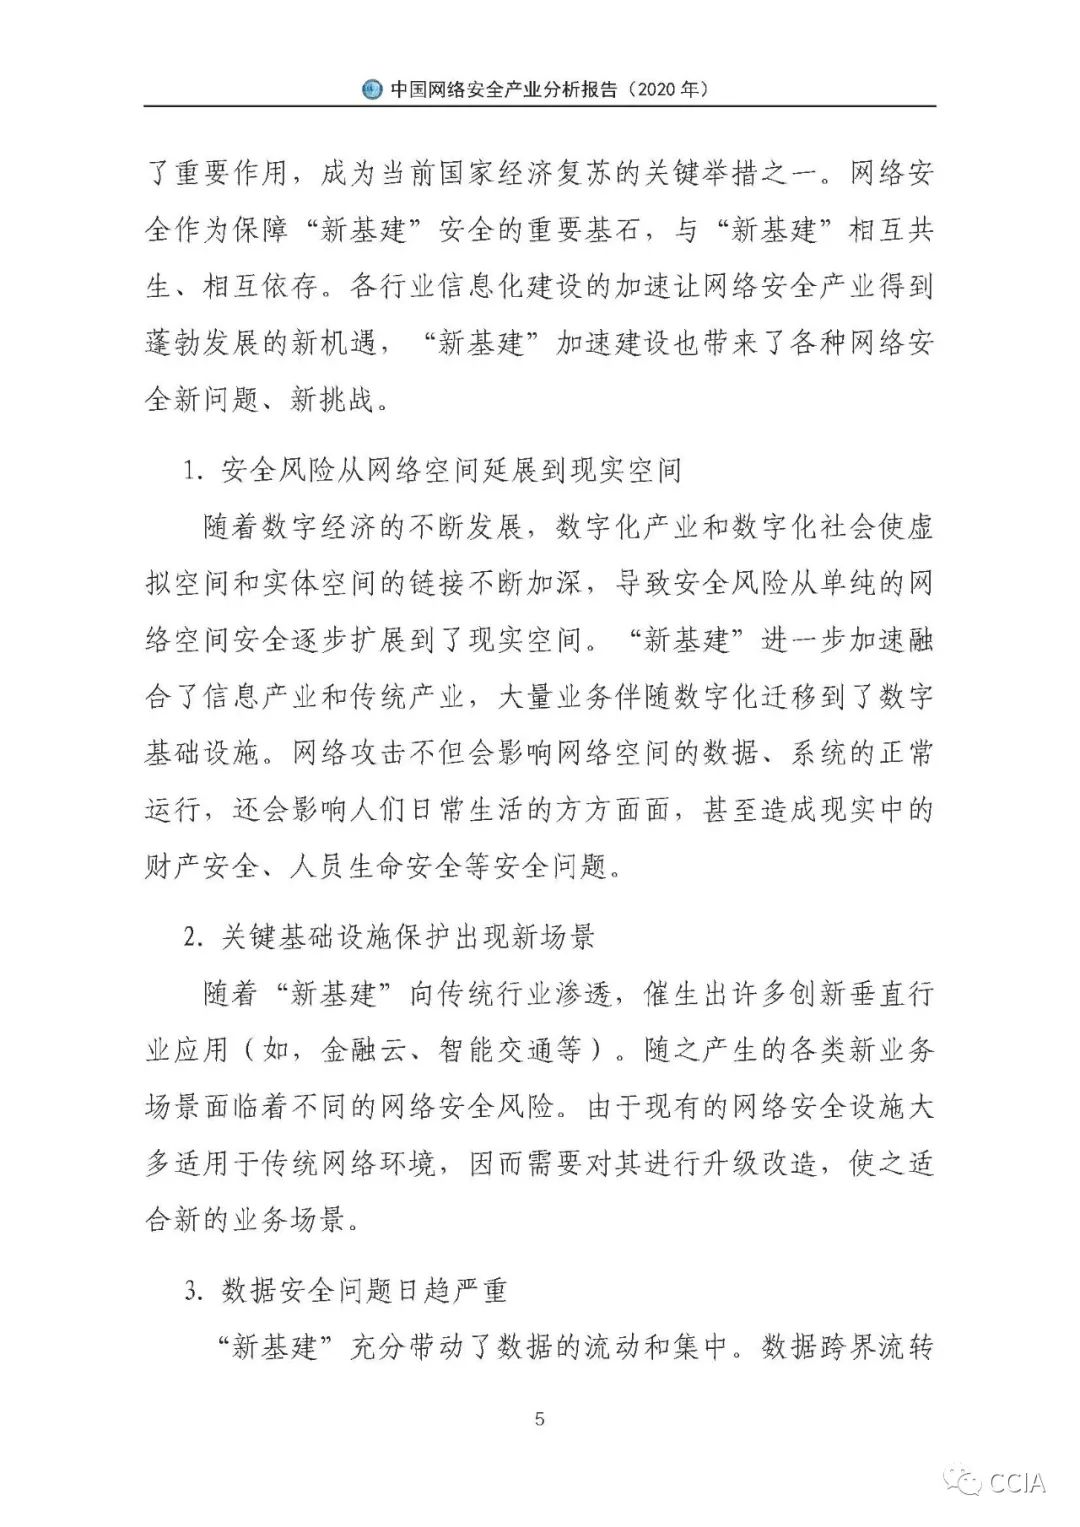 中国网络安全产业分析报告（2020 年）
了重要作用，成为当前国家经济复苏的关键举措之一。网络安
全作为保障“新基建”安全的重要基石，与“新基建”相互共
生、相互依存。各行业信息化建设的加速让网络安全产业得到
蓬勃发展的新机遇，“新基建”加速建设也带来了各种网络安
全新问题、新挑战。
1. 安全风险从网络空间延展到现实空间
随着数字经济的不断发展，数字化产业和数字化社会使虚
拟空间和实体空间的链接不断加深，导致安全风险从单纯的网
络空间安全逐步扩展到了现实空间。“新基建”进一步加速融
合了信息产业和传统产业，大量业务伴随数字化迁移到了数字
基础设施。网络攻击不但会影响网络空间的数据、系统的正常
运行，还会影响人们日常生活的方方面面，甚至造成现实中的
财产安全、人员生命安全等安全问题。
2. 关键基础设施保护出现新场景
随着“新基建”向传统行业渗透，催生出许多创新垂直行
业应用（如，金融云、智能交通等）。随之产生的各类新业务
场景面临着不同的网络安全风险。由于现有的网络安全设施大
多适用于传统网络环境，因而需要对其进行升级改造，使之适
合新的业务场景。
3. 数据安全问题日趋严重
“新基建”充分带动了数据的流动和集中。数据跨界流转
5
CCIA